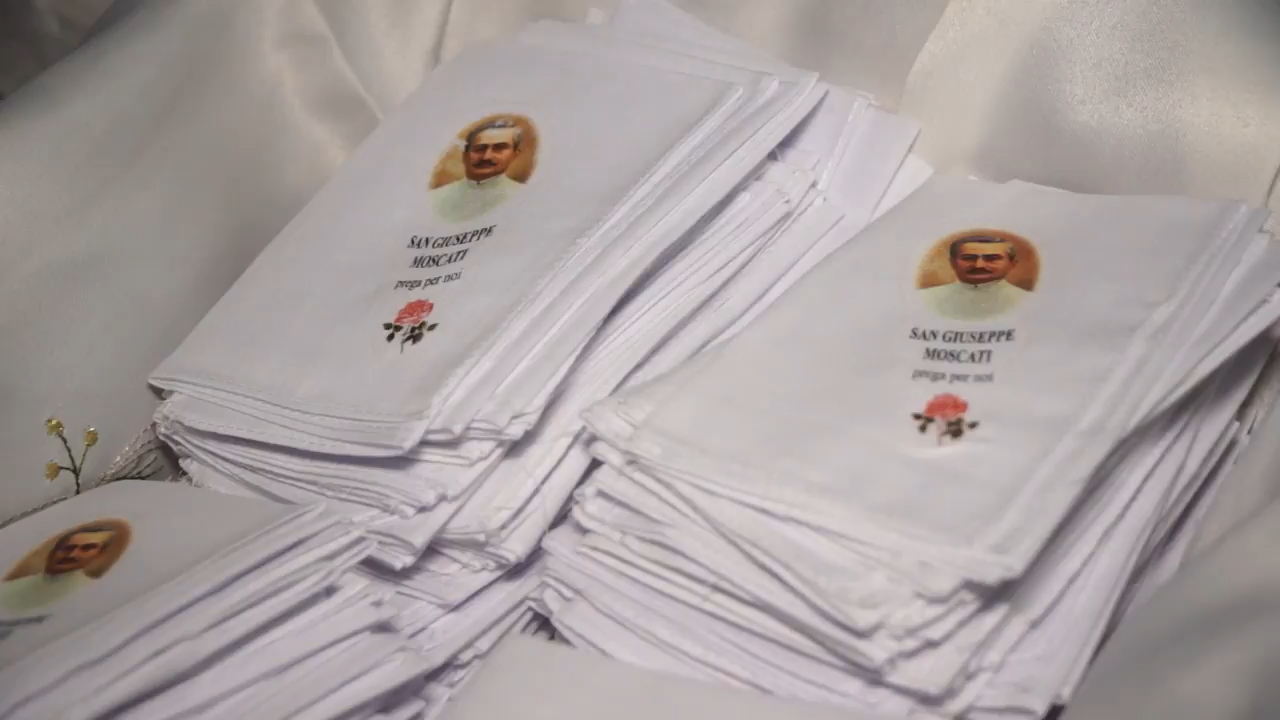 SAN GIUSEPPE
MOSCATI
prega per noi
SAN GIUSEPPE
MOSCATI
prega per noi